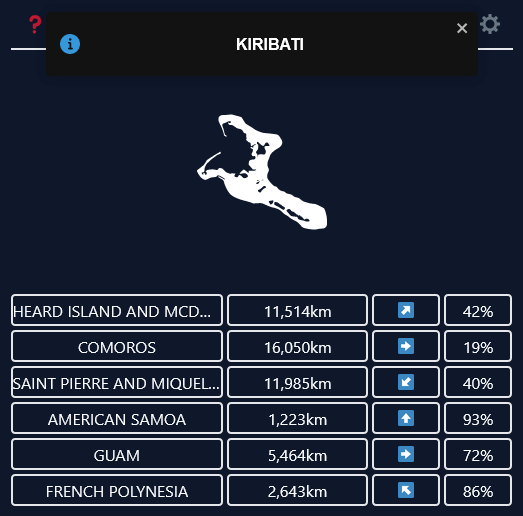 ?
KIRIBATI ×
HEARD ISLAND AND MCD... 11,514km ↗ 42%
COMOROS 16,050km ➡ 19%
SAINT PIERRE AND MIQUEL... 11,985km ↙ 40%
AMERICAN SAMOA 1,223km ⬆ 93%
GUAM 5,464km ➡ 72%
FRENCH POLYNESIA 2,643km ↖ 86%